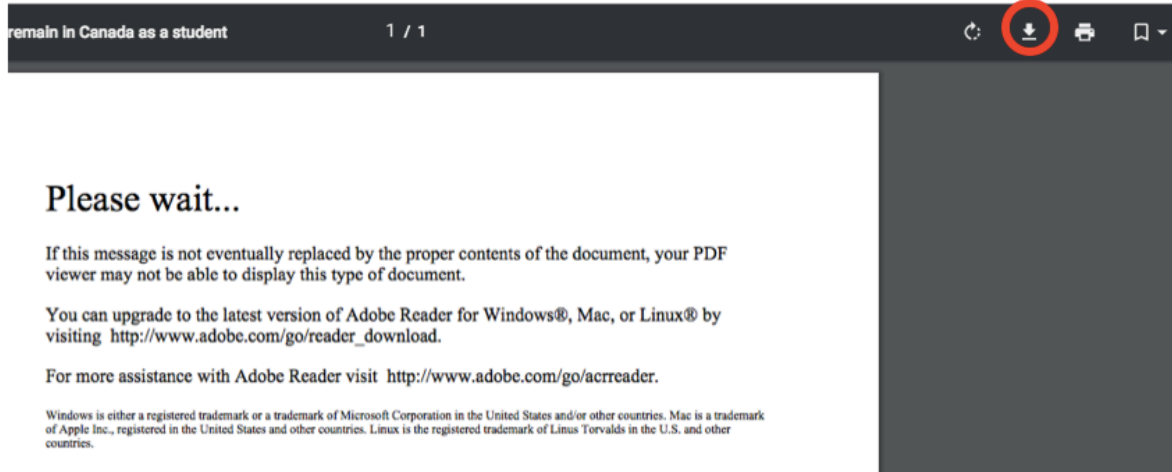 remain in Canada as a student
1 / 1
Please wait...
If this message is not eventually replaced by the proper contents of the document, your PDF
viewer may not be able to display this type of document.
You can upgrade to the latest version of Adobe Reader for Windows®, Mac, or Linux® by
visiting http://www.adobe.com/go/reader_download.
For more assistance with Adobe Reader visit http://www.adobe.com/go/acrreader.
Windows is either a registered trademark or a trademark of Microsoft Corporation in the United States and/or other countries. Mac is a trademark
of Apple Inc., registered in the United States and other countries. Linux is the registered trademark of Linus Torvalds in the U.S. and other
countries.